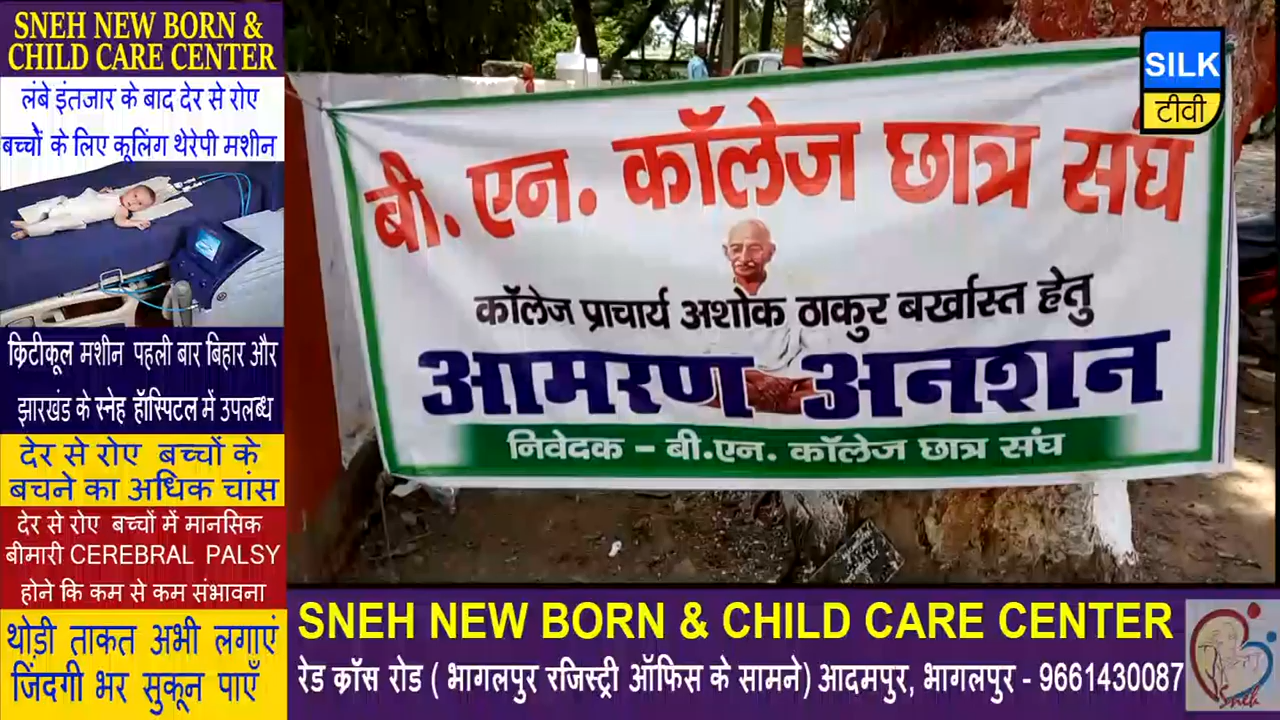 SNEH NEW BORN &
CHILD CARE CENTER
लंबे इंतजार के बाद देर से रोए
बच्चों के लिए कूलिंग थेरेपी मशीन
क्रिटीकूल मशीन पहली बार बिहार और
झारखंड के स्नेह हॉस्पिटल में उपलब्ध
देर से रोए बच्चों के
बचने का अधिक चांस
देर से रोए बच्चों में मानसिक
बीमारी CEREBRAL PALSY
होने कि कम से कम संभावना
थोड़ी ताकत अभी लगाएं
जिंदगी भर सुकून पाएँ
SILK
टीवी
बी. एन. कॉलेज छात्र संघ
कॉलेज प्राचार्य अशोक ठाकुर बर्खास्त हेतु
आमरण अनशन
निवेदक – बी.एन. कॉलेज छात्र संघ
SNEH NEW BORN & CHILD CARE CENTER
रेड क्रॉस रोड ( भागलपुर रजिस्ट्री ऑफिस के सामने) आदमपुर, भागलपुर - 9661430087
Sneh